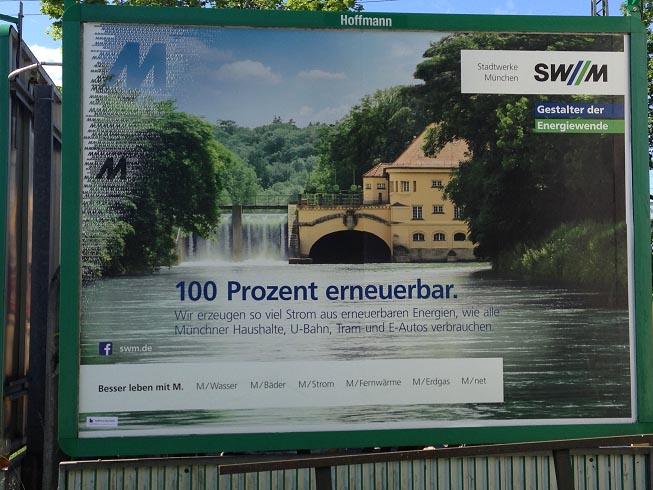 Hoffmann
M
Stadtwerke
München
SWM
Gestalter der
Energiewende
M
100 Prozent erneuerbar.
Wir erzeugen so viel Strom aus erneuerbaren Energien, wie alle
Münchner Haushalte, U-Bahn, Tram und E-Autos verbrauchen.
f swm.de
Besser leben mit M. M/Wasser M/Bäder M/Strom M/Fernwärme M/Erdgas M/net